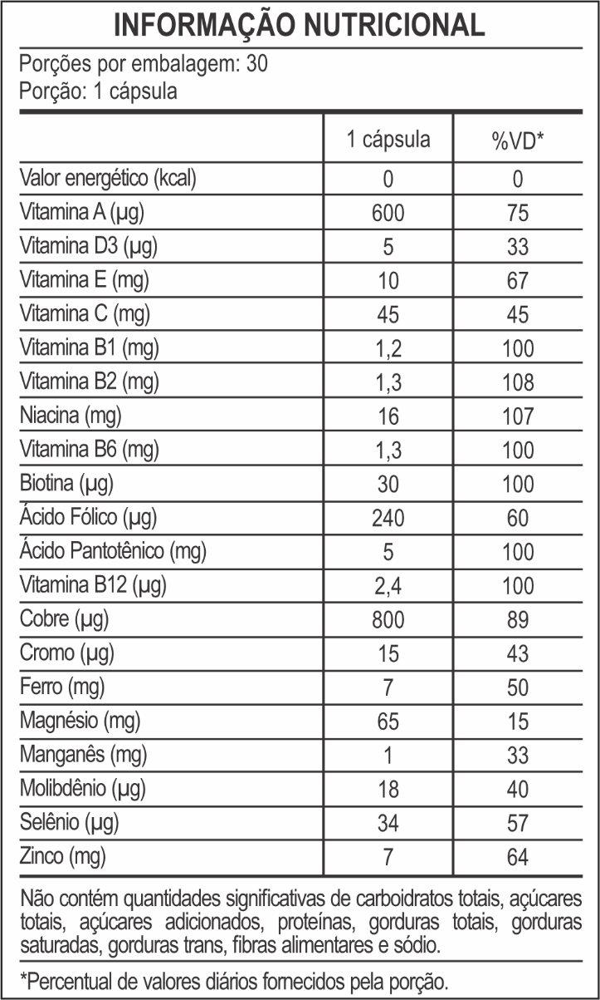 INFORMAÇÃO NUTRICIONAL
Porções por embalagem: 30
Porção: 1 cápsula
1 cápsula %VD*
Valor energético (kcal) 0 0
Vitamina A (µg) 600 75
Vitamina D3 (µg) 5 33
Vitamina E (mg) 10 67
Vitamina C (mg) 45 45
Vitamina B1 (mg) 1,2 100
Vitamina B2 (mg) 1,3 108
Niacina (mg) 16 107
Vitamina B6 (mg) 1,3 100
Biotina (µg) 30 100
Ácido Fólico (µg) 240 60
Ácido Pantotênico (mg) 5 100
Vitamina B12 (µg) 2,4 100
Cobre (µg) 800 89
Cromo (µg) 15 43
Ferro (mg) 7 50
Magnésio (mg) 65 15
Manganês (mg) 1 33
Molibdênio (µg) 18 40
Selênio (µg) 34 57
Zinco (mg) 7 64
Não contém quantidades significativas de carboidratos totais, açúcares
totais, açúcares adicionados, proteínas, gorduras totais, gorduras
saturadas, gorduras trans, fibras alimentares e sódio.
*Percentual de valores diários fornecidos pela porção.